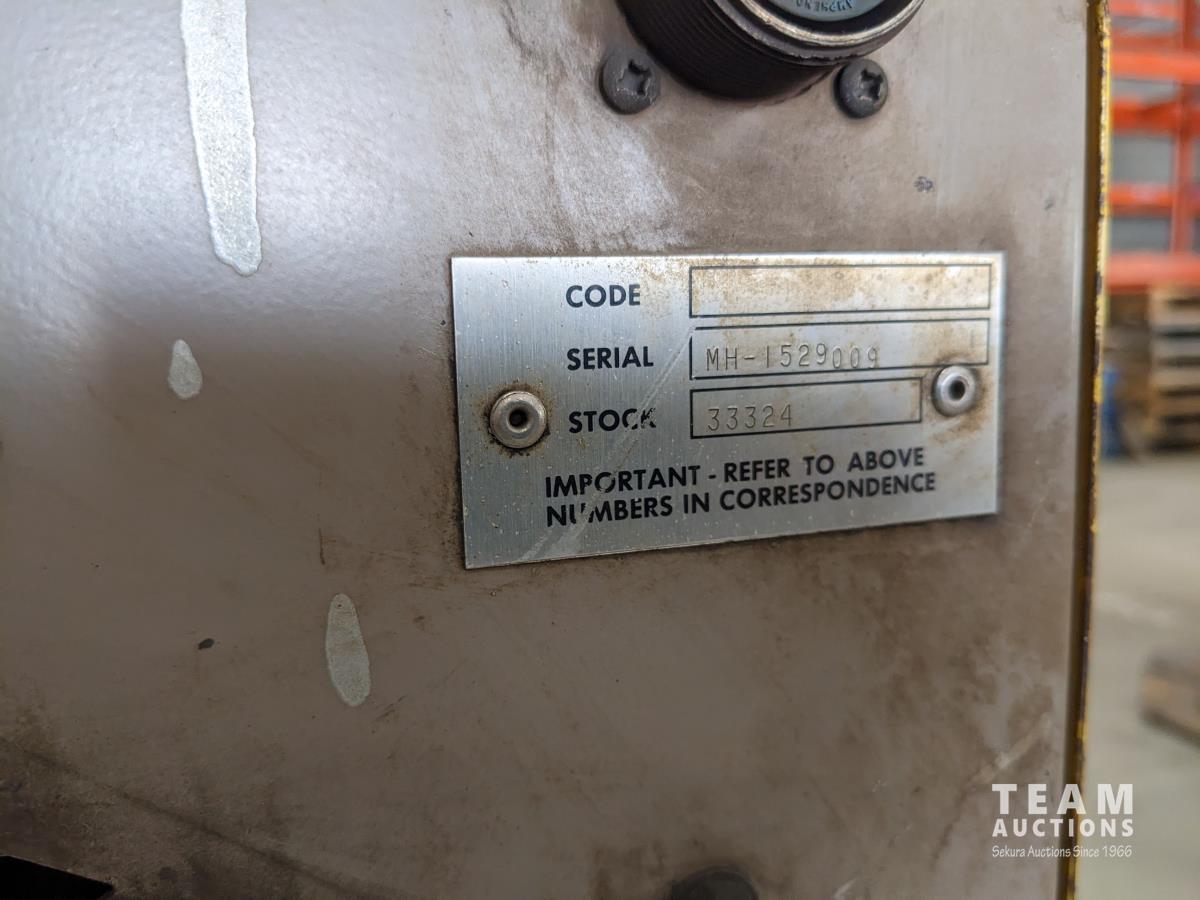 AMPHENO
CODE
SERIAL MH-1529009
STOCK 33324
IMPORTANT - REFER TO ABOVE
NUMBERS IN CORRESPONDENCE
TEAM
AUCTIONS
Sekura Auctions Since 1966